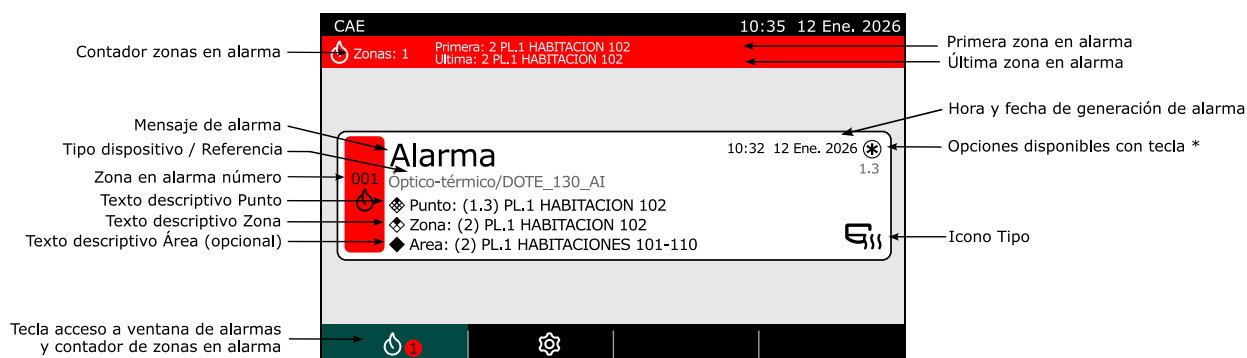 CAE
10:35 12 Ene. 2026
Contador zonas en alarma
Zonas: 1
Primera: 2 PL.1 HABITACION 102
Ultima: 2 PL.1 HABITACION 102
Primera zona en alarma
Última zona en alarma
Hora y fecha de generación de alarma
Mensaje de alarma
Alarma
10:32 12 Ene. 2026
Opciones disponibles con tecla *
1.3
Tipo dispositivo / Referencia
Optico-térmico/DOTE_130_AI
Zona en alarma número
001
Texto descriptivo Punto
Punto: (1.3) PL.1 HABITACION 102
Texto descriptivo Zona
Zona: (2) PL.1 HABITACION 102
Texto descriptivo Área (opcional)
Area: (2) PL.1 HABITACIONES 101-110
Icono Tipo
Tecla acceso a ventana de alarmas
y contador de zonas en alarma
1